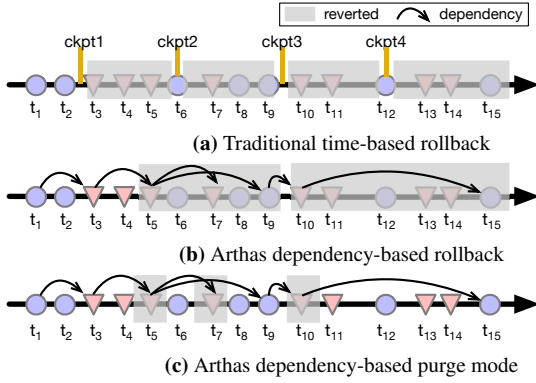 reverted dependency
ckpt1 ckpt2 ckpt3 ckpt4
t1 t2 t3 t4 t5 t6 t7 t8 t9 t10 t11 t12 t13 t14 t15
(a) Traditional time-based rollback
t1 t2 t3 t4 t5 t6 t7 t8 t9 t10 t11 t12 t13 t14 t15
(b) Arthas dependency-based rollback
t1 t2 t3 t4 t5 t6 t7 t8 t9 t10 t11 t12 t13 t14 t15
(c) Arthas dependency-based purge mode